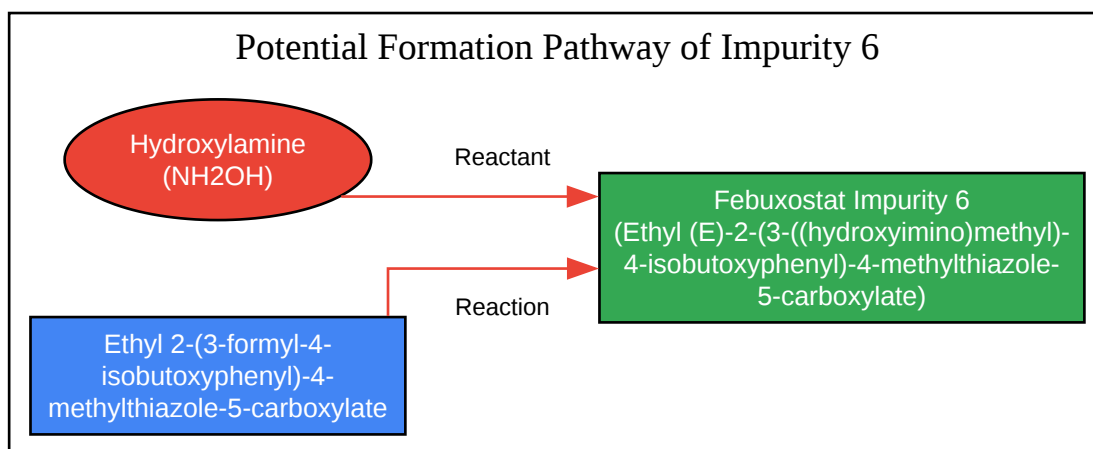 Potential Formation Pathway of Impurity 6
Hydroxylamine
(NH2OH)
Reactant
Febuxostat Impurity 6
(Ethyl (E)-2-(3-((hydroxyimino)methyl)-
4-isobutoxyphenyl)-4-methylthiazole-
5-carboxylate)
Reaction
Ethyl 2-(3-formyl-4-
isobutoxyphenyl)-4-
methylthiazole-5-carboxylate